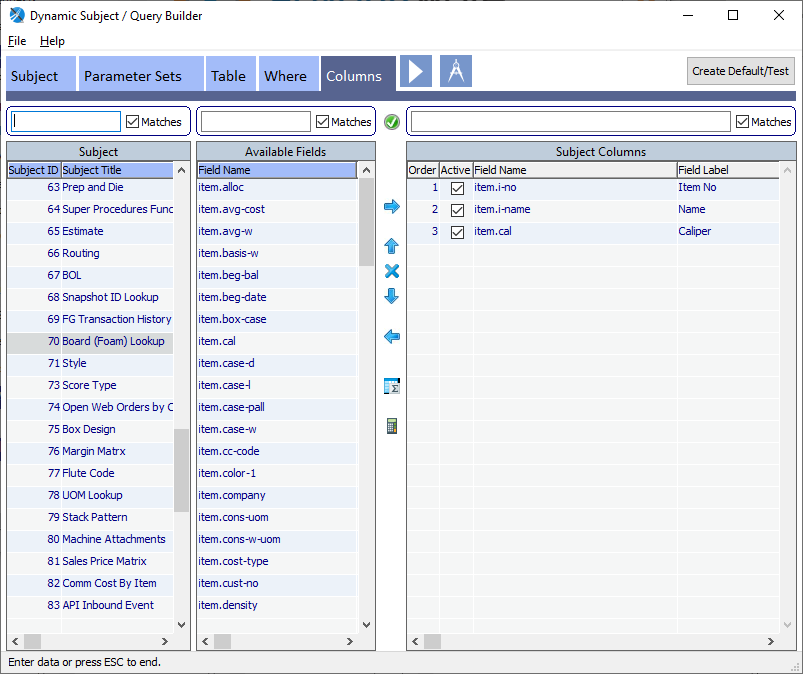 Dynamic Subject / Query Builder
File Help
Subject Parameter Sets Table Where Columns Create Default/Test
Matches Matches Matches
Subject Available Fields Subject Columns
Subject ID Subject Title Field Name Order Active Field Name Field Label
63 Prep and Die item.alloc 1 item.i-no Item No
64 Super Procedures Func item.avg-cost 2 item.i-name Name
65 Estimate item.avg-w 3 item.cal Caliper
66 Routing item.basis-w
67 BOL item.beg-bal
68 Snapshot ID Lookup item.beg-date
69 FG Transaction History item.box-case
70 Board (Foam) Lookup item.cal
71 Style item.case-d
73 Score Type item.case-l
74 Open Web Orders by C item.case-pall
75 Box Design item.case-w
76 Margin Matrx item.cc-code
77 Flute Code item.color-1
78 UOM Lookup item.company
79 Stack Pattern item.cons-uom
80 Machine Attachments item.cons-w-uom
81 Sales Price Matrix item.cost-type
82 Comm Cost By Item item.cust-no
83 API Inbound Event item.density
Enter data or press ESC to end.